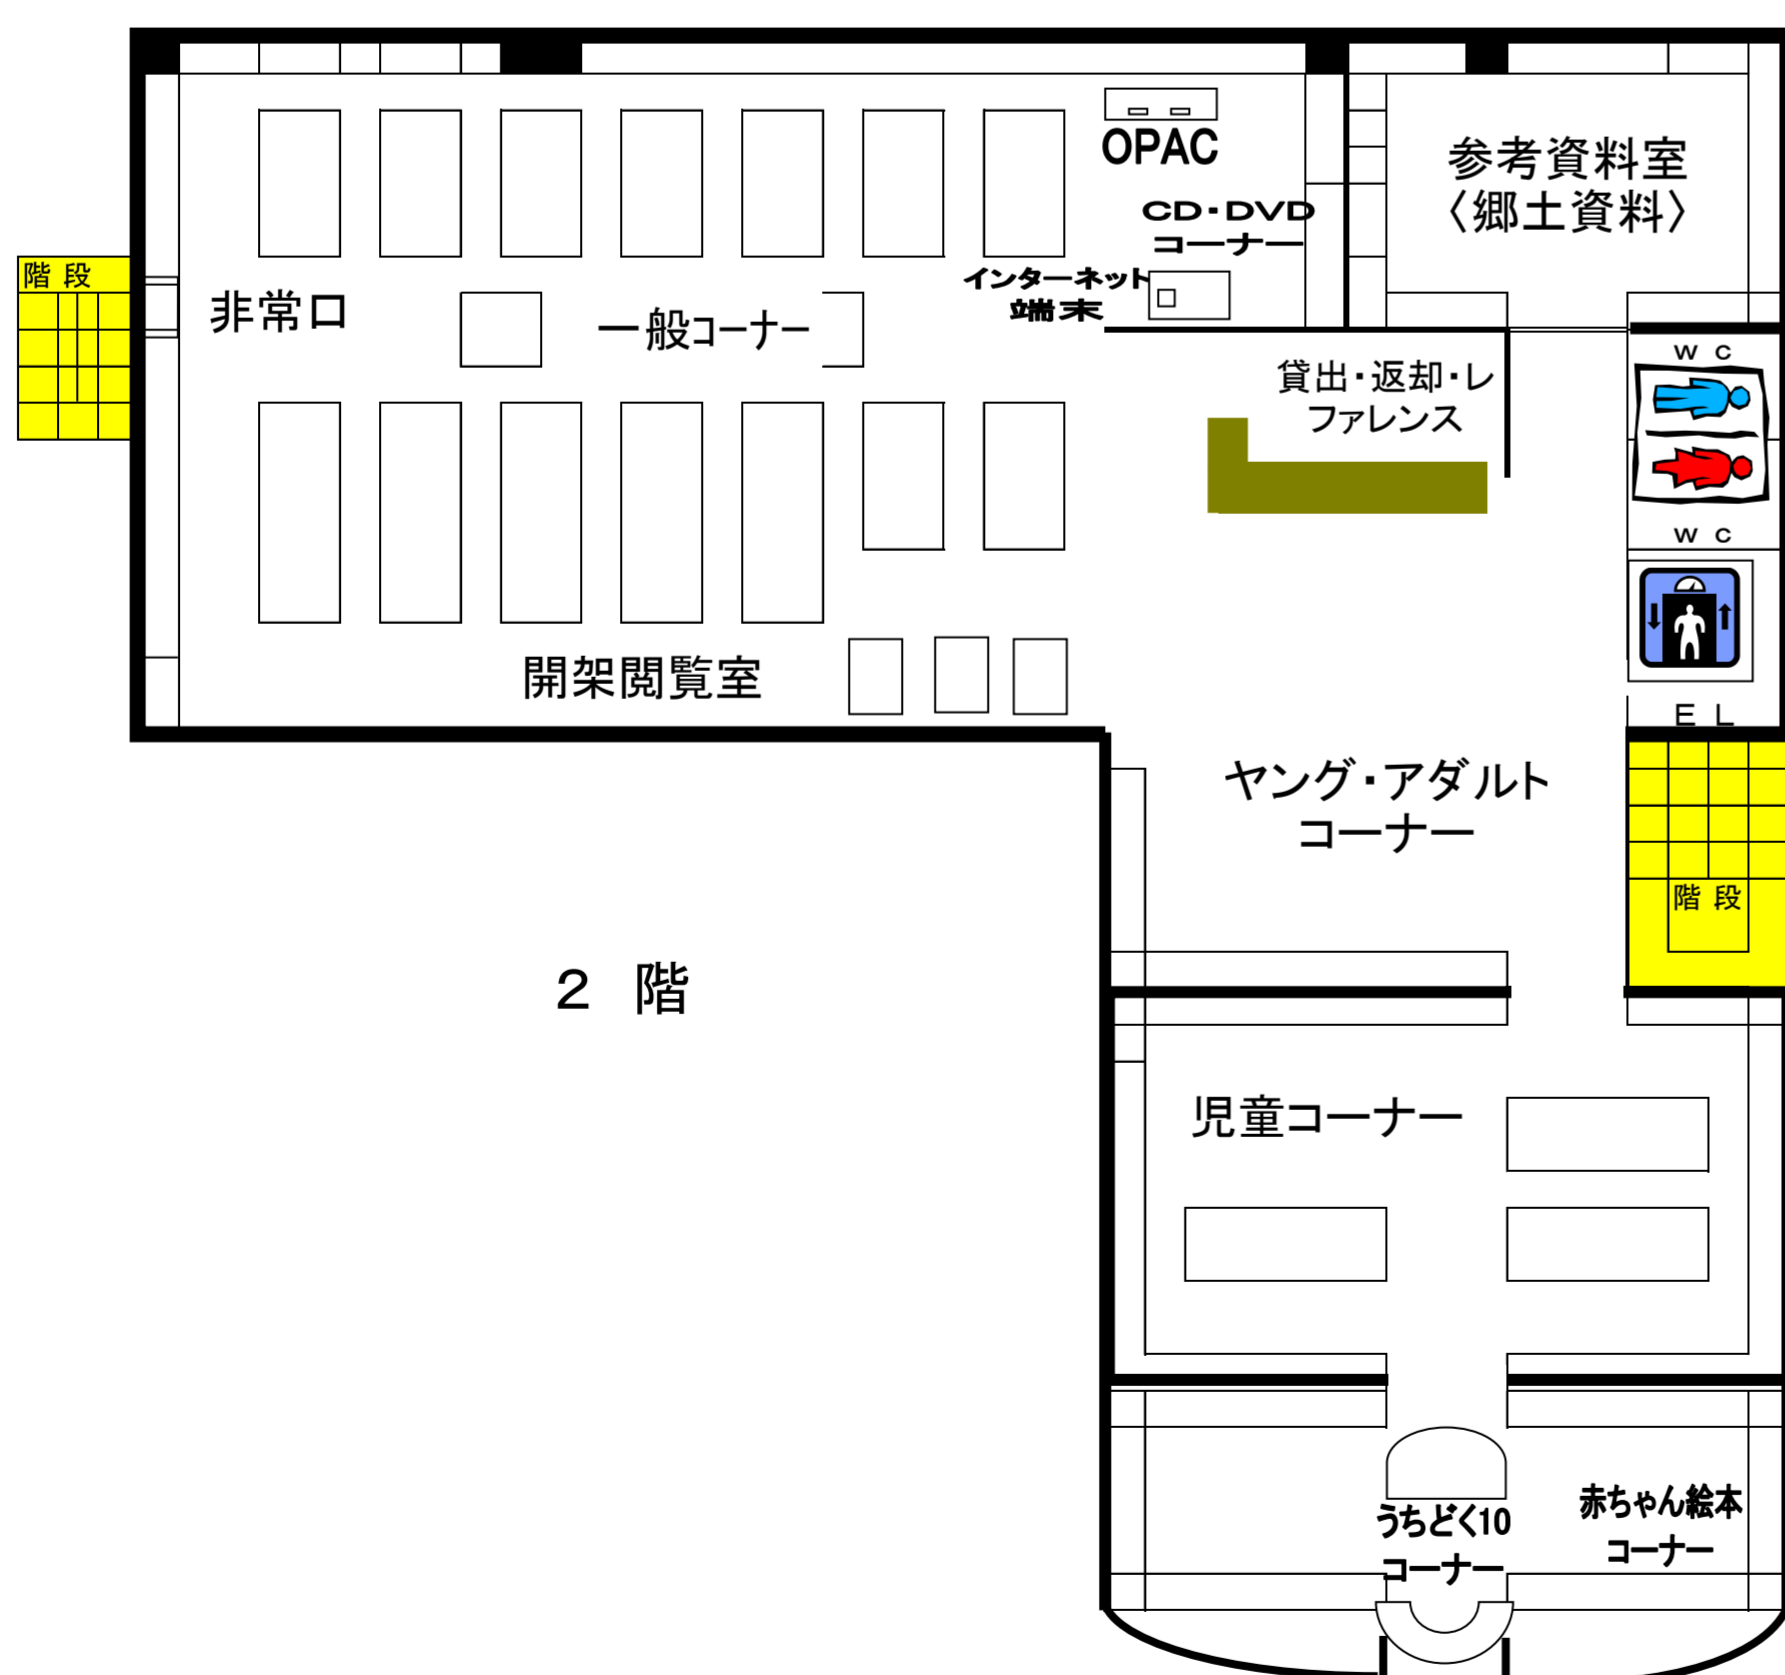 OPAC
参考資料室
〈郷土資料〉
CD・DVD
コーナー
階段
非常口
一般コーナー
インターネット
端末
WC
貸出・返却・レ
ファレンス
WC
開架閲覧室
EL
ヤング・アダルト
コーナー
階段
2 階
児童コーナー
うちどく10
コーナー
赤ちゃん絵本
コーナー